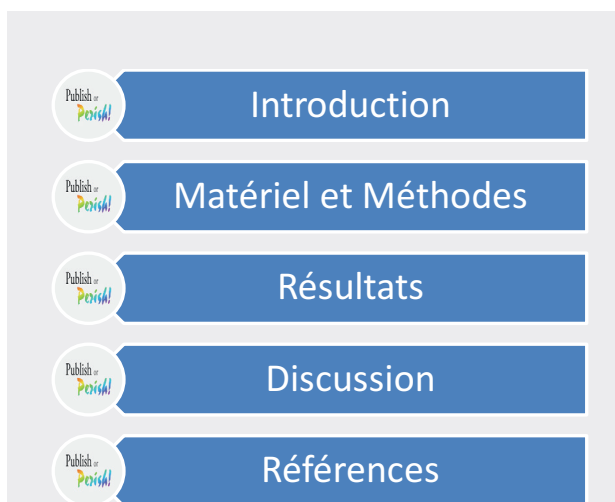 Publish or
Perish!
Introduction
Publish or
Perish!
Matériel et Méthodes
Publish or
Perish!
Résultats
Publish or
Perish!
Discussion
Publish or
Perish!
Références